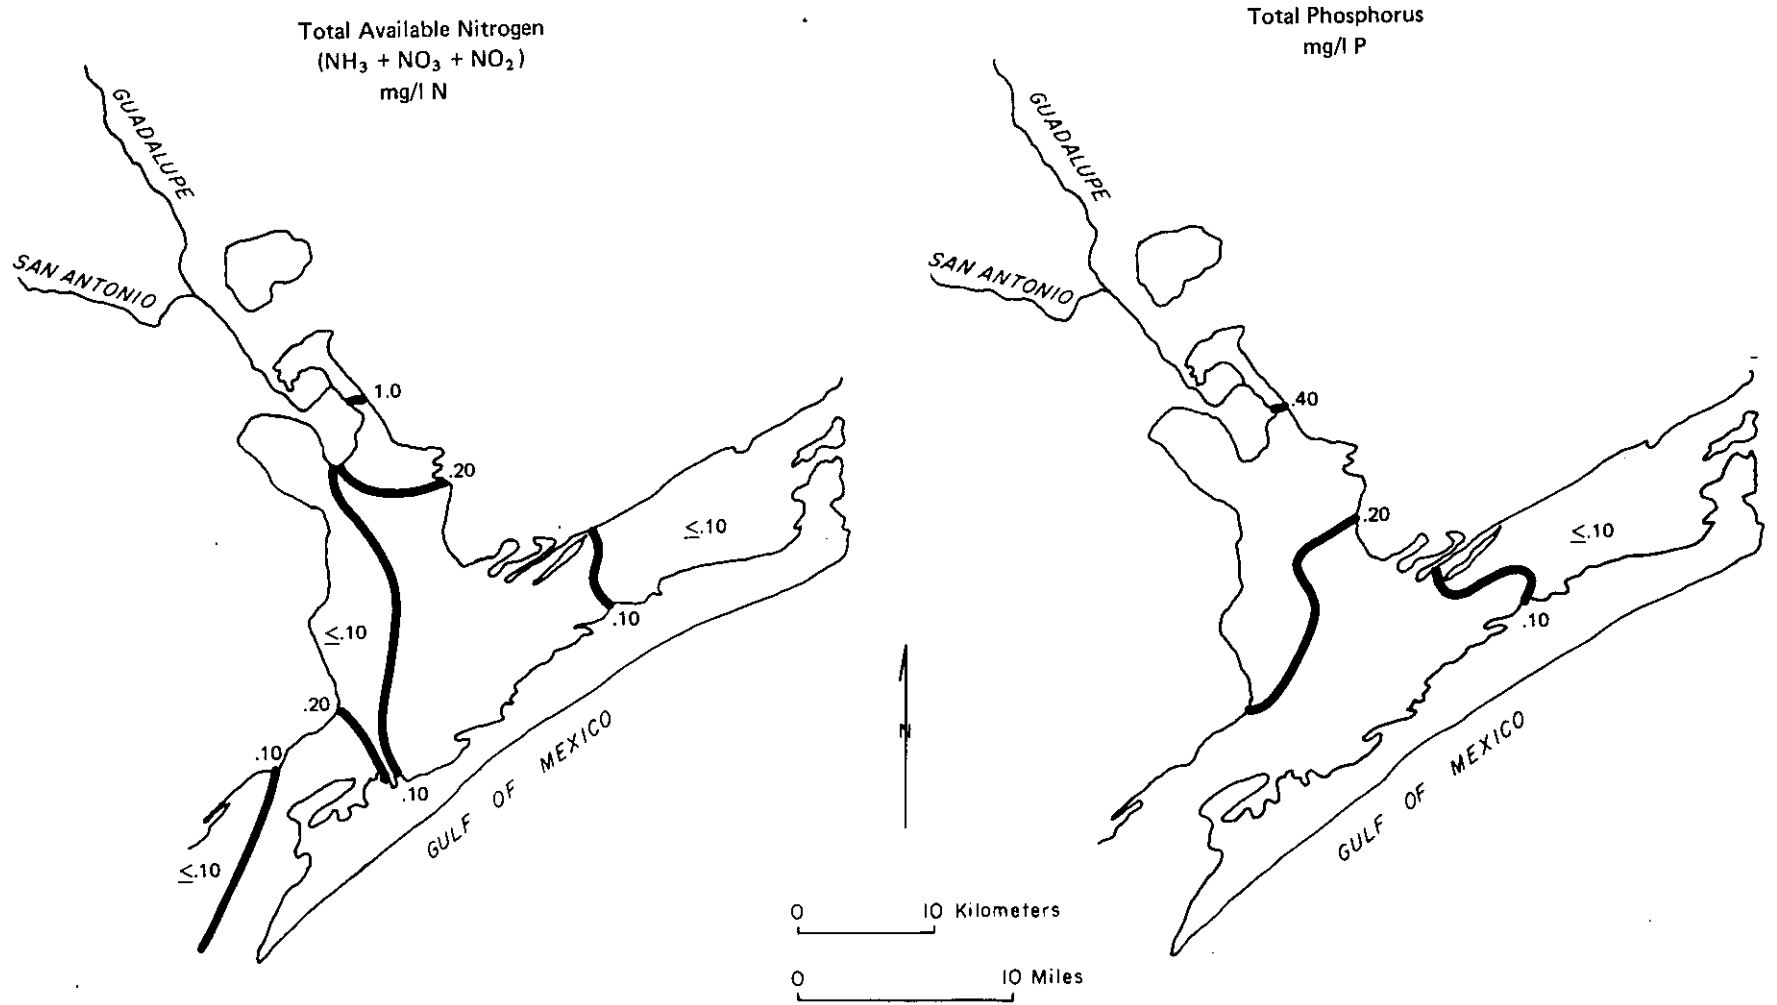 Total Available Nitrogen
(NH₃ + NO₃ + NO₂)
mg/l N
GUADALUPE
SAN ANTONIO
1.0
.20
≤.10
.10
≤.10
.20
.10
.10
≤.10
GULF OF MEXICO
Total Phosphorus
mg/l P
GUADALUPE
SAN ANTONIO
.40
.20
≤.10
.10
GULF OF MEXICO
N
0 10 Kilometers
0 10 Miles